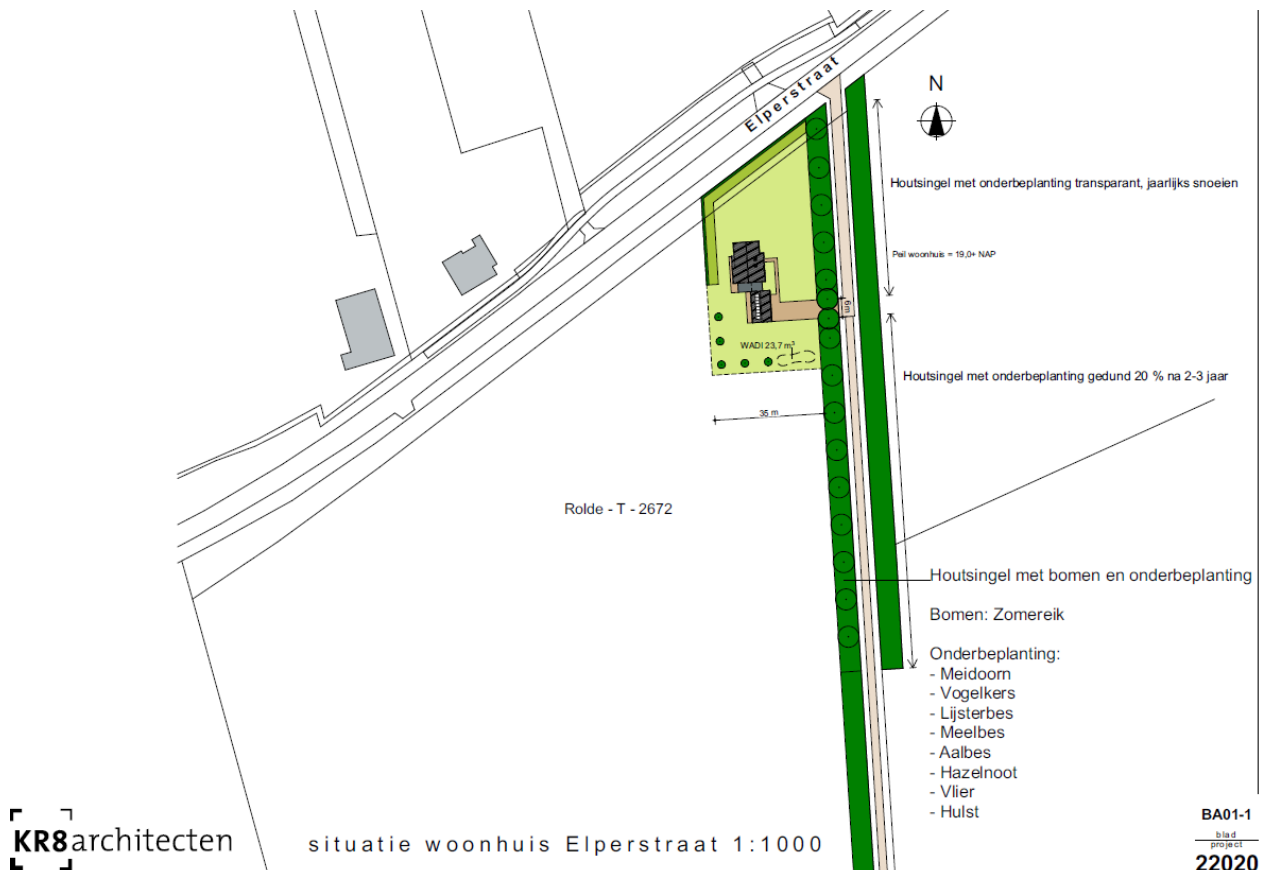 Elperstraat
N
Houtsingel met onderbeplanting transparant, jaarlijks snoeien
Peil woonhuis = 19,0+ NAP
6m
WADI 23,7 m³
Houtsingel met onderbeplanting gedund 20 % na 2-3 jaar
35 m
Rolde - T - 2672
Houtsingel met bomen en onderbeplanting
Bomen: Zomereik
Onderbeplanting:
- Meidoorn
- Vogelkers
- Lijsterbes
- Meelbes
- Aalbes
- Hazelnoot
- Vlier
- Hulst
KR8architecten
situatie woonhuis Elperstraat 1:1000
BA01-1
blad
project
22020